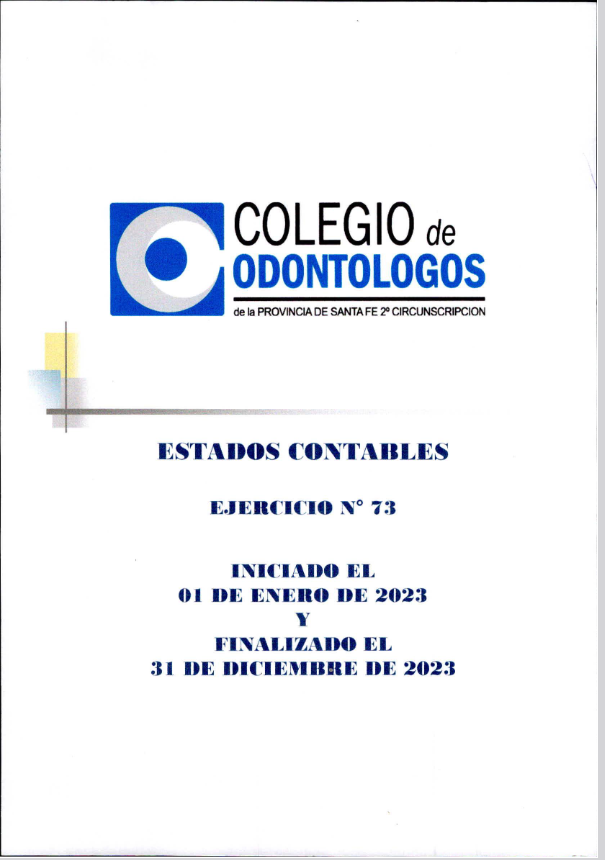 COLEGIO de
ODONTOLOGOS
de la PROVINCIA DE SANTA FE 2º CIRCUNSCRIPCION
ESTADOS CONTABLES
EJERCICIO N° 73
INICIADO EL
01 DE ENERO DE 2023
Y
FINALIZADO EL
31 DE DICIEMBRE DE 2023